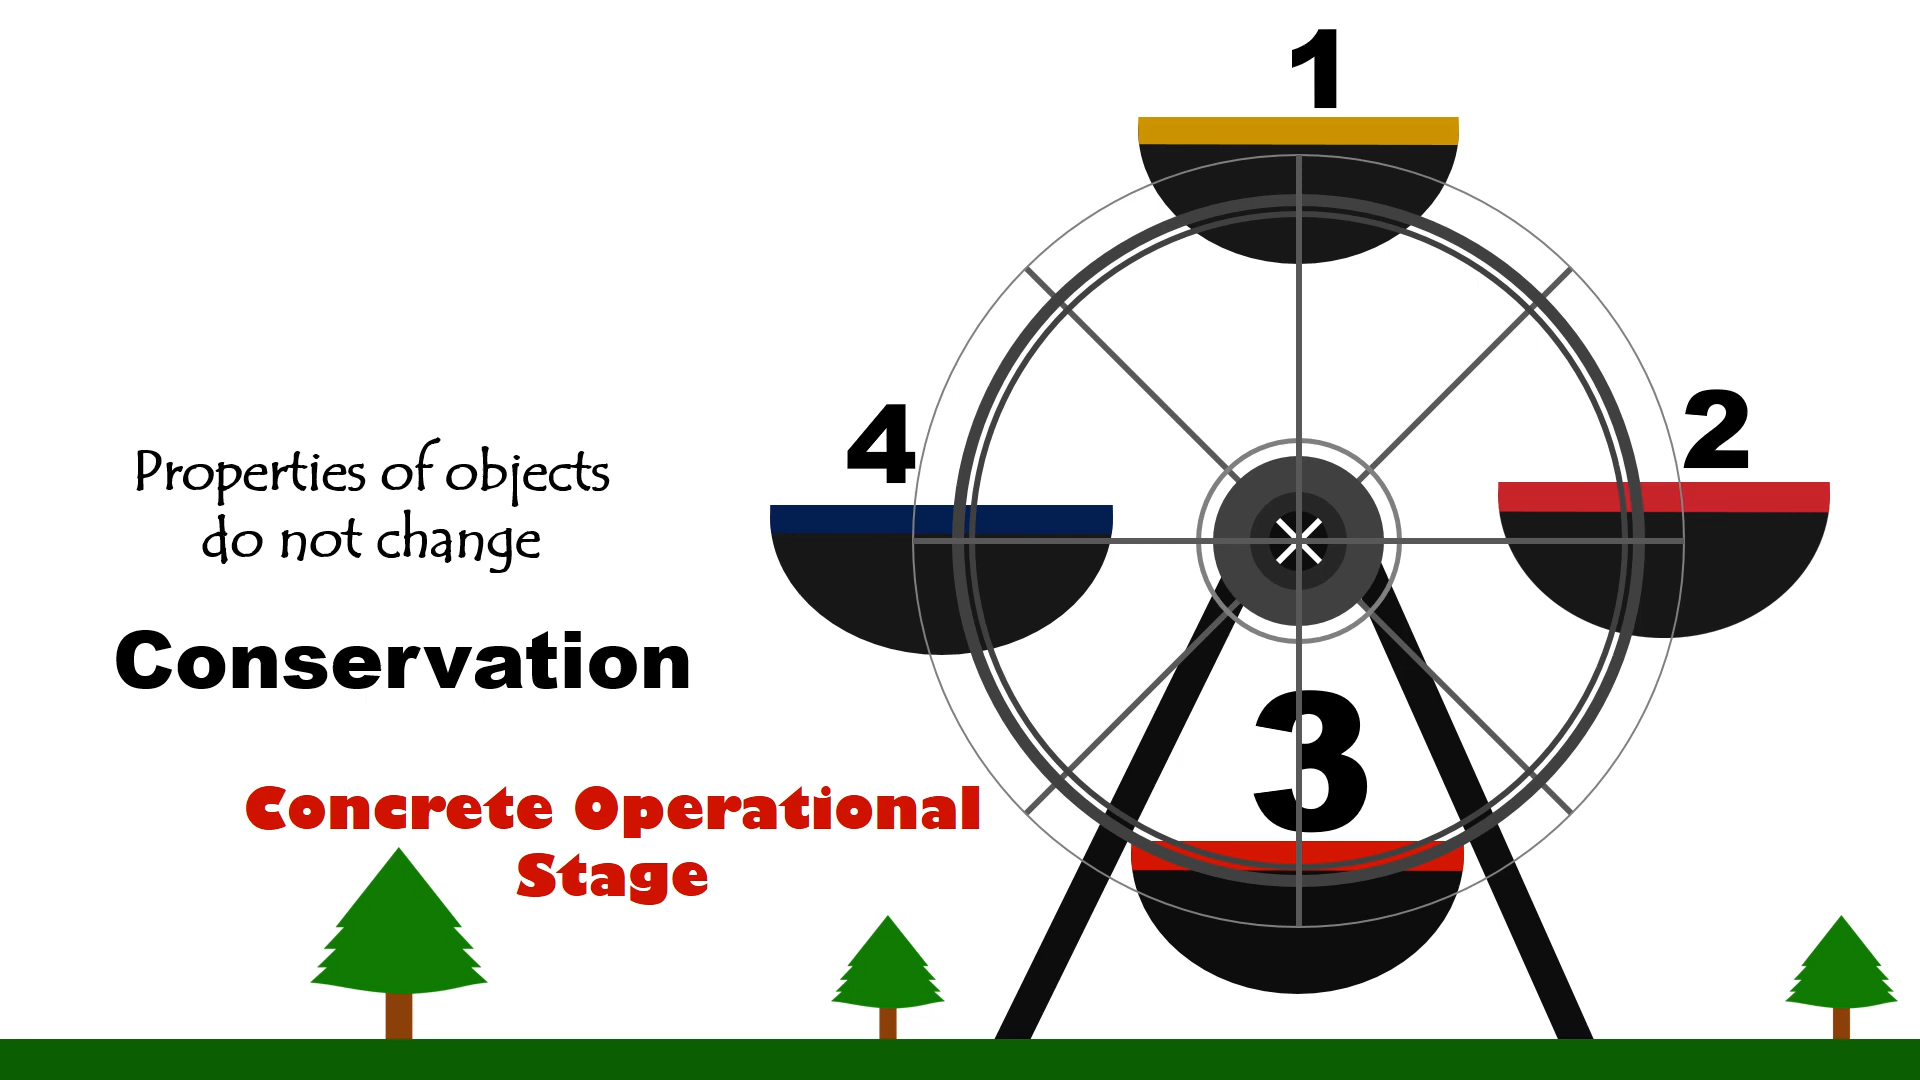 1
4
2
Properties of objects
do not change
Conservation
3
Concrete Operational
Stage